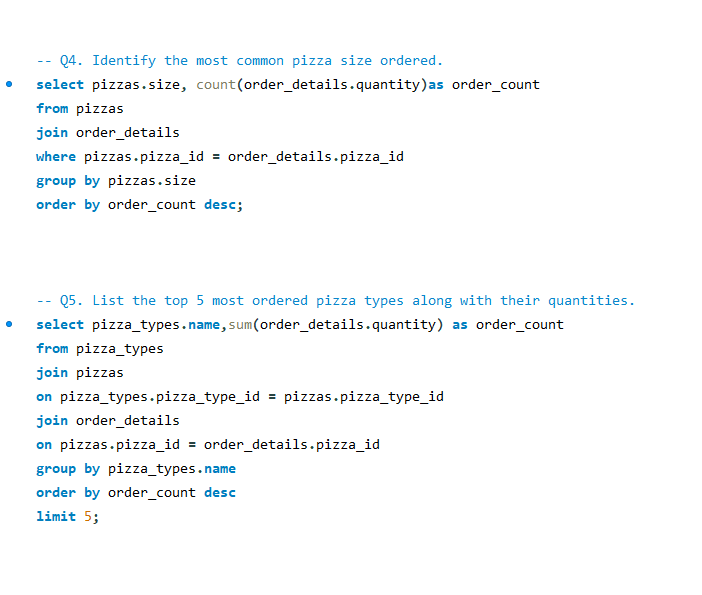 -- Q4. Identify the most common pizza size ordered.
select pizzas.size, count(order_details.quantity)as order_count
from pizzas
join order_details
where pizzas.pizza_id = order_details.pizza_id
group by pizzas.size
order by order_count desc;
-- Q5. List the top 5 most ordered pizza types along with their quantities.
select pizza_types.name,sum(order_details.quantity) as order_count
from pizza_types
join pizzas
on pizza_types.pizza_type_id = pizzas.pizza_type_id
join order_details
on pizzas.pizza_id = order_details.pizza_id
group by pizza_types.name
order by order_count desc
limit 5;